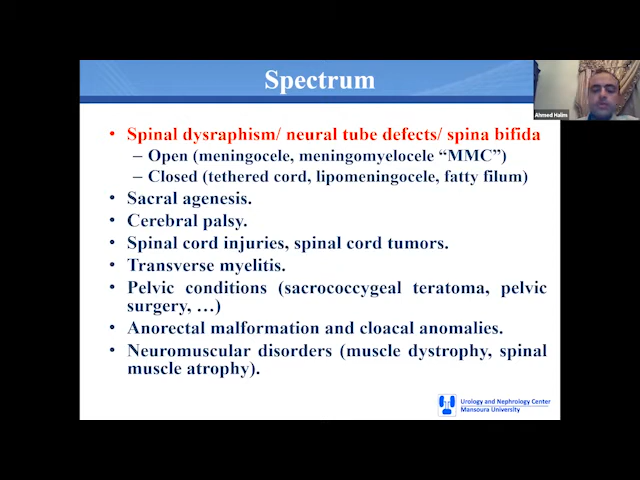 Spectrum
Ahmed Halim
• Spinal dysraphism/ neural tube defects/ spina bifida
– Open (meningocele, meningomyelocele “MMC”)
– Closed (tethered cord, lipomeningocele, fatty filum)
• Sacral agenesis.
• Cerebral palsy.
• Spinal cord injuries, spinal cord tumors.
• Transverse myelitis.
• Pelvic conditions (sacrococcygeal teratoma, pelvic
surgery, …)
• Anorectal malformation and cloacal anomalies.
• Neuromuscular disorders (muscle dystrophy, spinal
muscle atrophy).
Urology and Nephrology Center
Mansoura University